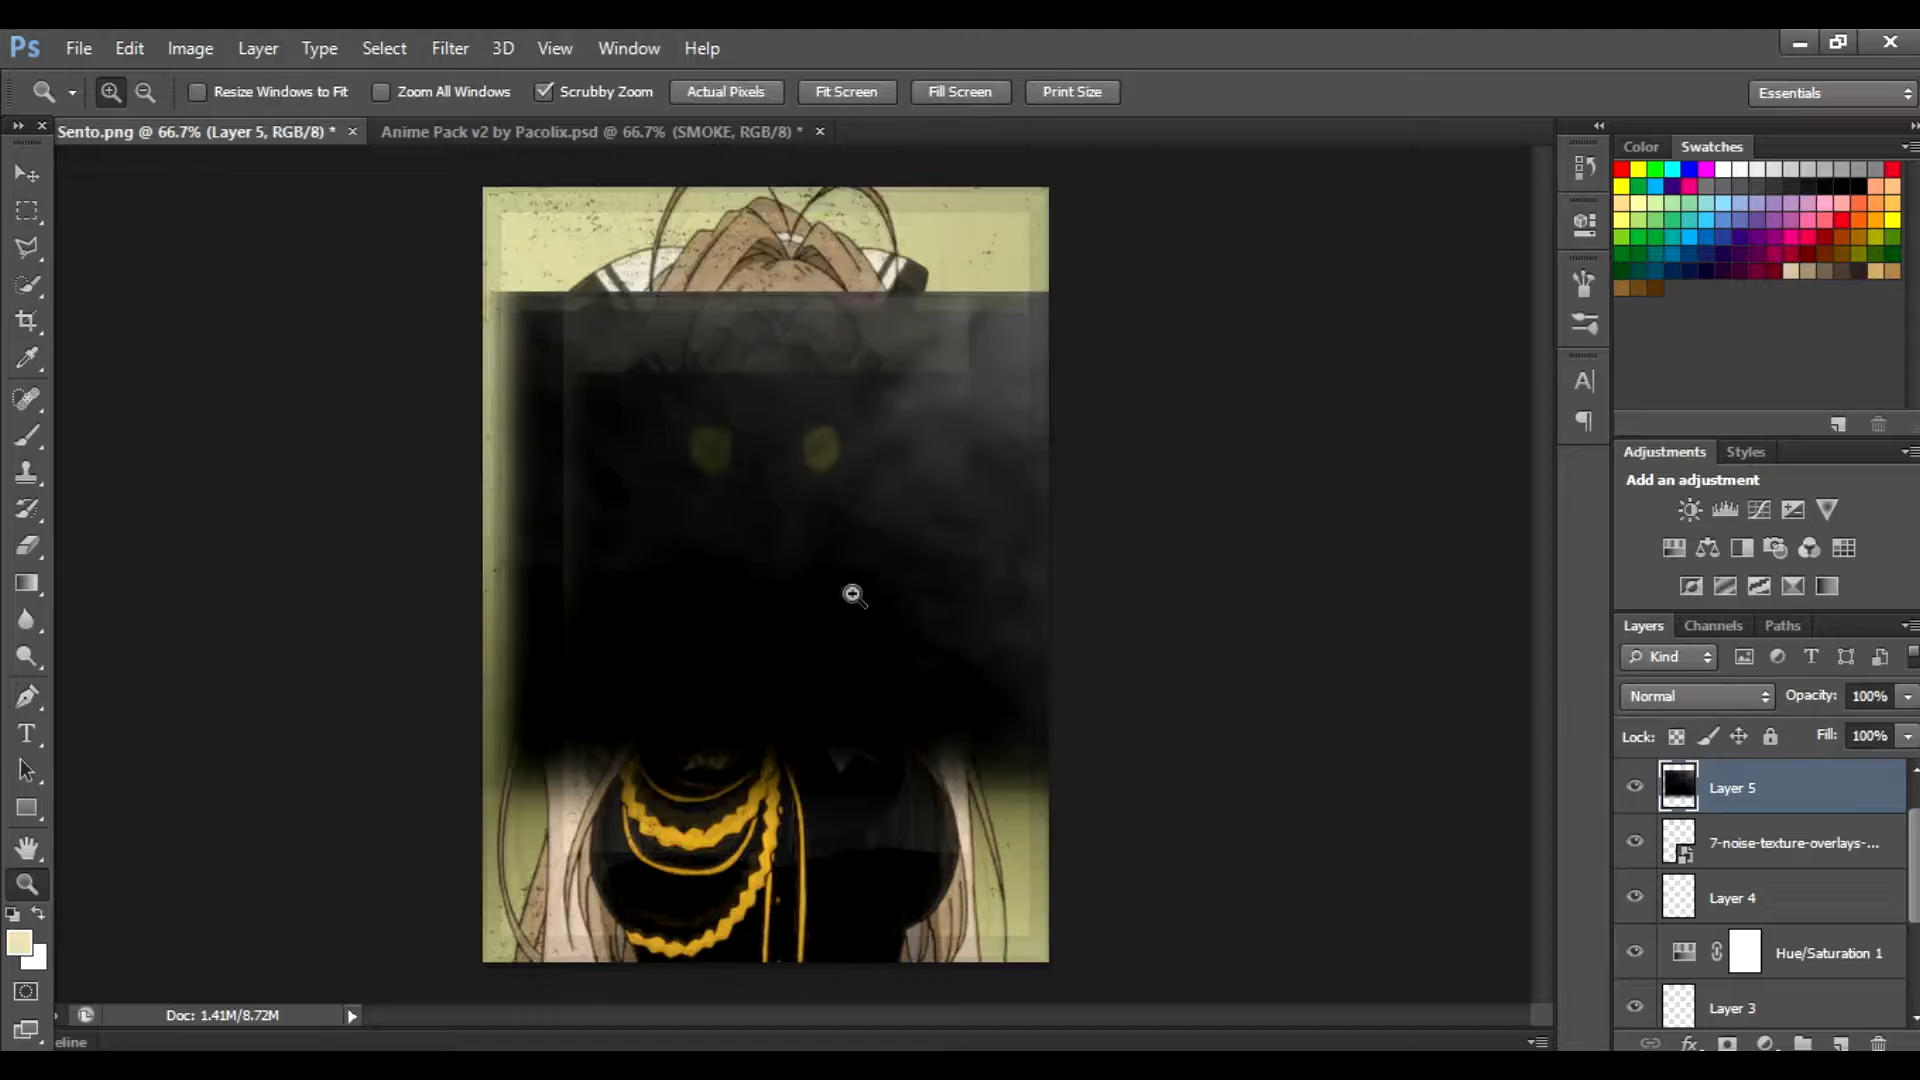 Ps File Edit Image Layer Type Select Filter 3D View Window Help
Resize Windows to Fit Zoom All Windows Scrubby Zoom Actual Pixels Fit Screen Fill Screen Print Size Essentials
Sento.png @ 66.7% (Layer 5, RGB/8) * Anime Pack v2 by Pacolix.psd @ 66.7% (SMOKE, RGB/8) *
Color Swatches
Adjustments Styles
Add an adjustment
Layers Channels Paths
Kind
Normal Opacity: 100%
Lock: Fill: 100%
Layer 5
7-noise-texture-overlays-...
Layer 4
Hue/Saturation 1
Layer 3
Doc: 1.41M/8.72M
eline